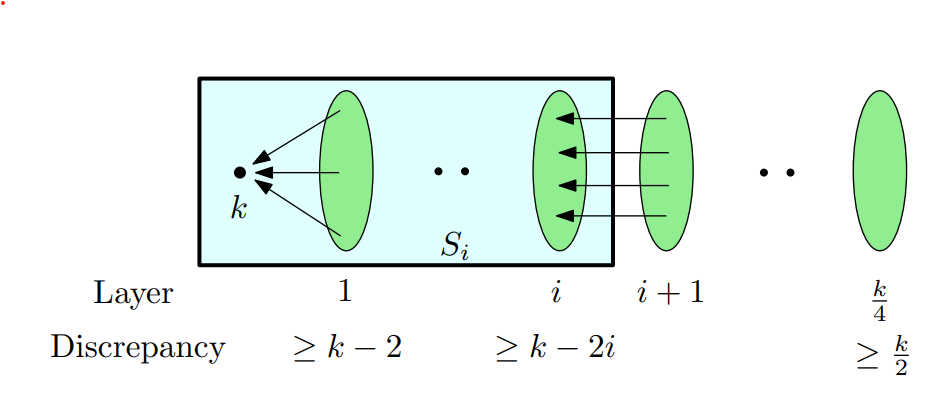 k
S_i
Layer 1 i i + 1 k/4
Discrepancy ≥ k − 2 ≥ k − 2i ≥ k/2